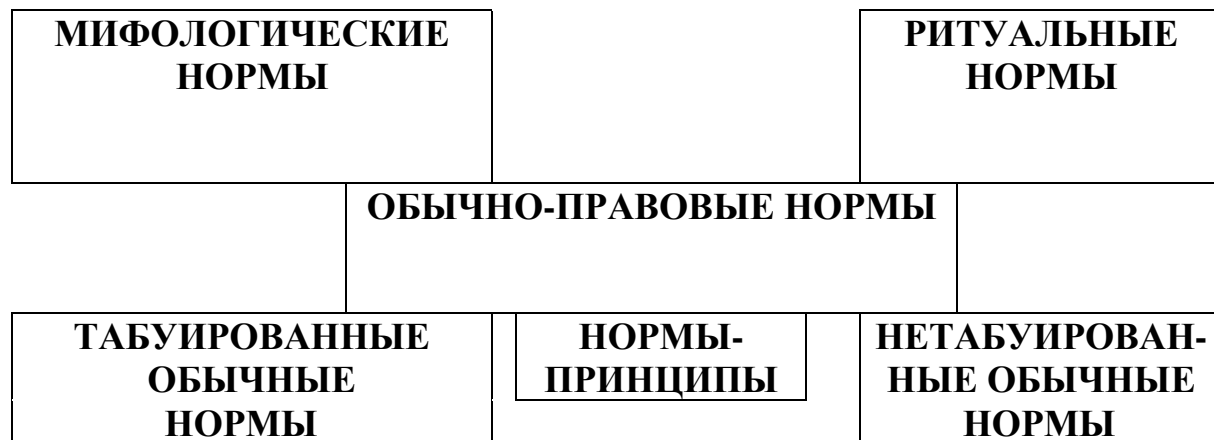 МИФОЛОГИЧЕСКИЕ
НОРМЫ
РИТУАЛЬНЫЕ
НОРМЫ
ОБЫЧНО-ПРАВОВЫЕ НОРМЫ
ТАБУИРОВАННЫЕ
ОБЫЧНЫЕ
НОРМЫ
НОРМЫ-
ПРИНЦИПЫ
НЕТАБУИРОВАН-
НЫЕ ОБЫЧНЫЕ
НОРМЫ